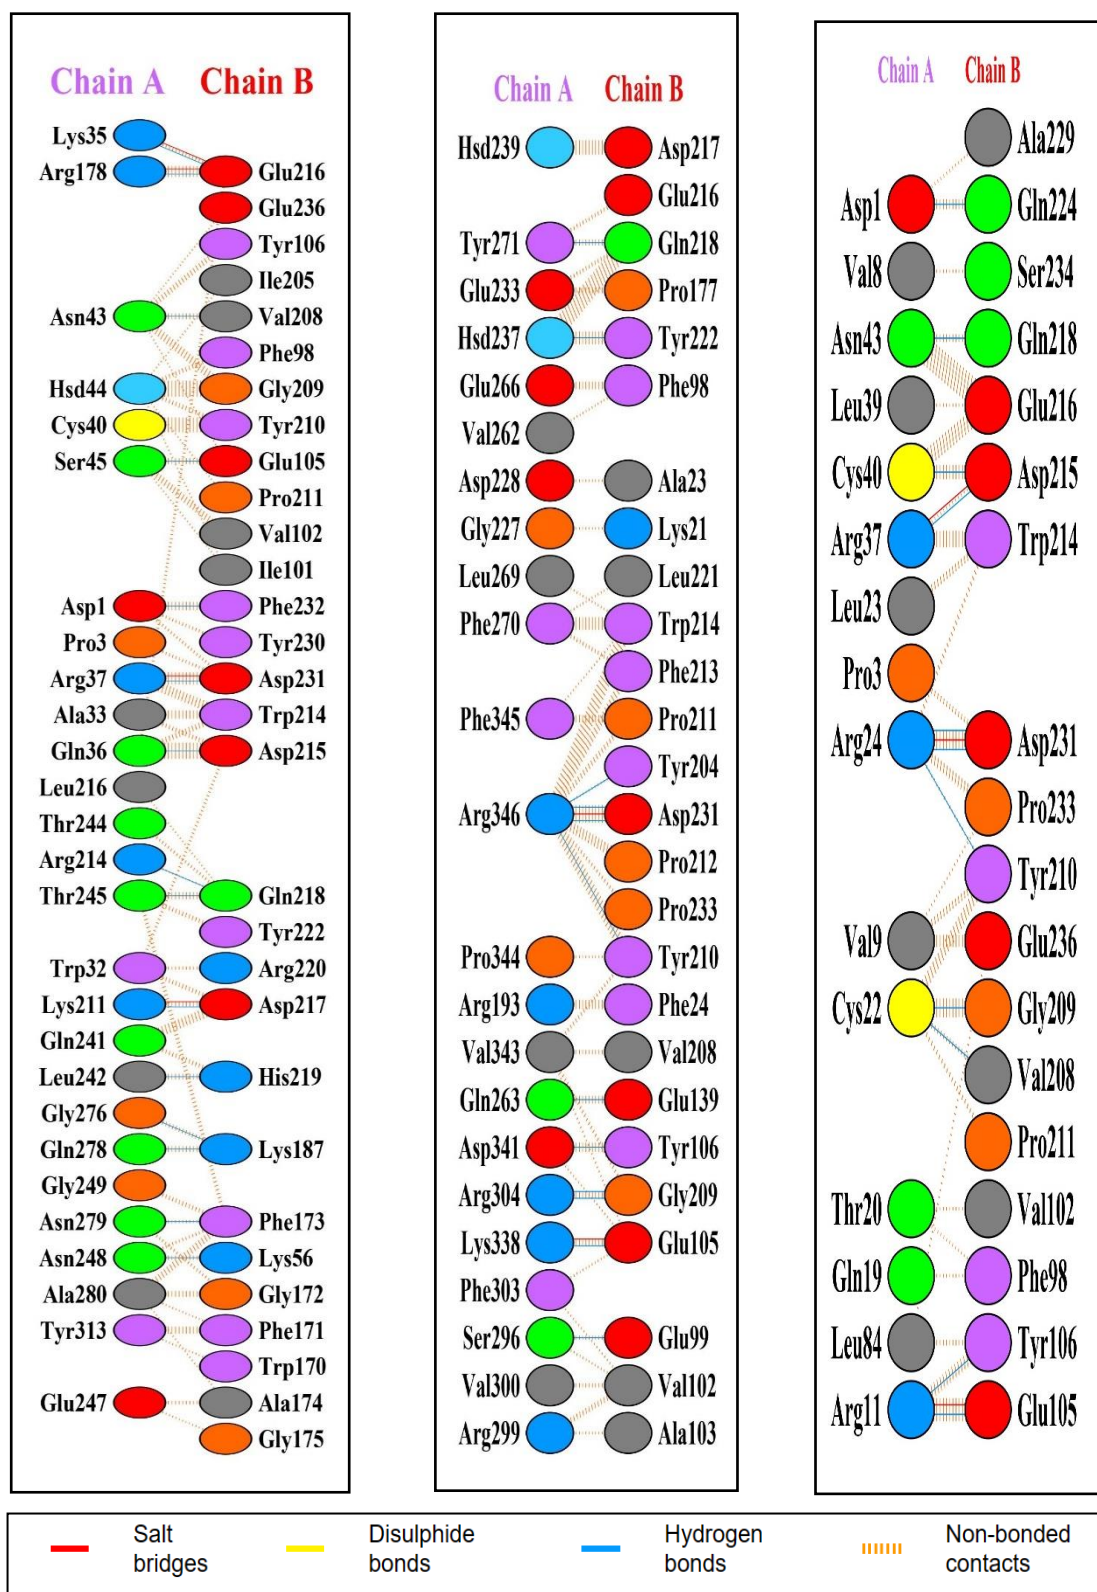 Chain A Chain B
Lys35
Arg178 Glu216
Glu236
Tyr106
Ile205
Asn43 Val208
Phe98
Hsd44 Gly209
Cys40 Tyr210
Ser45 Glu105
Pro211
Val102
Ile101
Asp1 Phe232
Pro3 Tyr230
Arg37 Asp231
Ala33 Trp214
Gln36 Asp215
Leu216
Thr244
Arg214
Thr245 Gln218
Tyr222
Trp32 Arg220
Lys211 Asp217
Gln241
Leu242 His219
Gly276
Gln278 Lys187
Gly249
Asn279 Phe173
Asn248 Lys56
Ala280 Gly172
Tyr313 Phe171
Trp170
Glu247 Ala174
Gly175
Chain A Chain B
Hsd239 Asp217
Glu216
Tyr271 Gln218
Glu233 Pro177
Hsd237 Tyr222
Glu266 Phe98
Val262
Asp228 Ala23
Gly227 Lys21
Leu269 Leu221
Phe270 Trp214
Phe213
Phe345 Pro211
Tyr204
Arg346 Asp231
Pro212
Pro233
Pro344 Tyr210
Arg193 Phe24
Val343 Val208
Gln263 Glu139
Asp341 Tyr106
Arg304 Gly209
Lys338 Glu105
Phe303
Ser296 Glu99
Val300 Val102
Arg299 Ala103
Chain A Chain B
Ala229
Asp1 Gln224
Val8 Ser234
Asn43 Gln218
Leu39 Glu216
Cys40 Asp215
Arg37 Trp214
Leu23
Pro3
Arg24 Asp231
Pro233
Tyr210
Val9 Glu236
Cys22 Gly209
Val208
Pro211
Thr20 Val102
Gln19 Phe98
Leu84 Tyr106
Arg11 Glu105
Salt
bridges
Disulphide
bonds
Hydrogen
bonds
Non-bonded
contacts